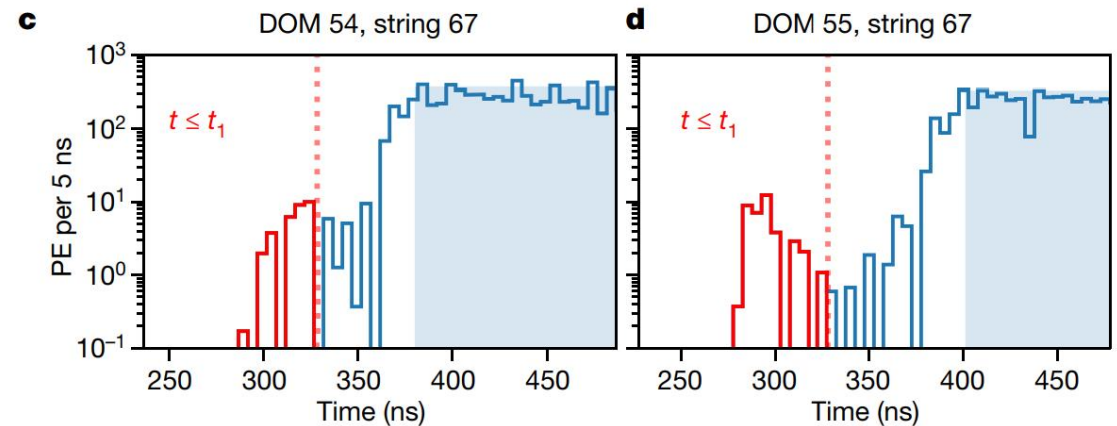 c
DOM 54, string 67
PE per 5 ns
10³
10²
10¹
10⁰
10⁻¹
t ≤ t₁
250 300 350 400 450
Time (ns)
d
DOM 55, string 67
t ≤ t₁
250 300 350 400 450
Time (ns)